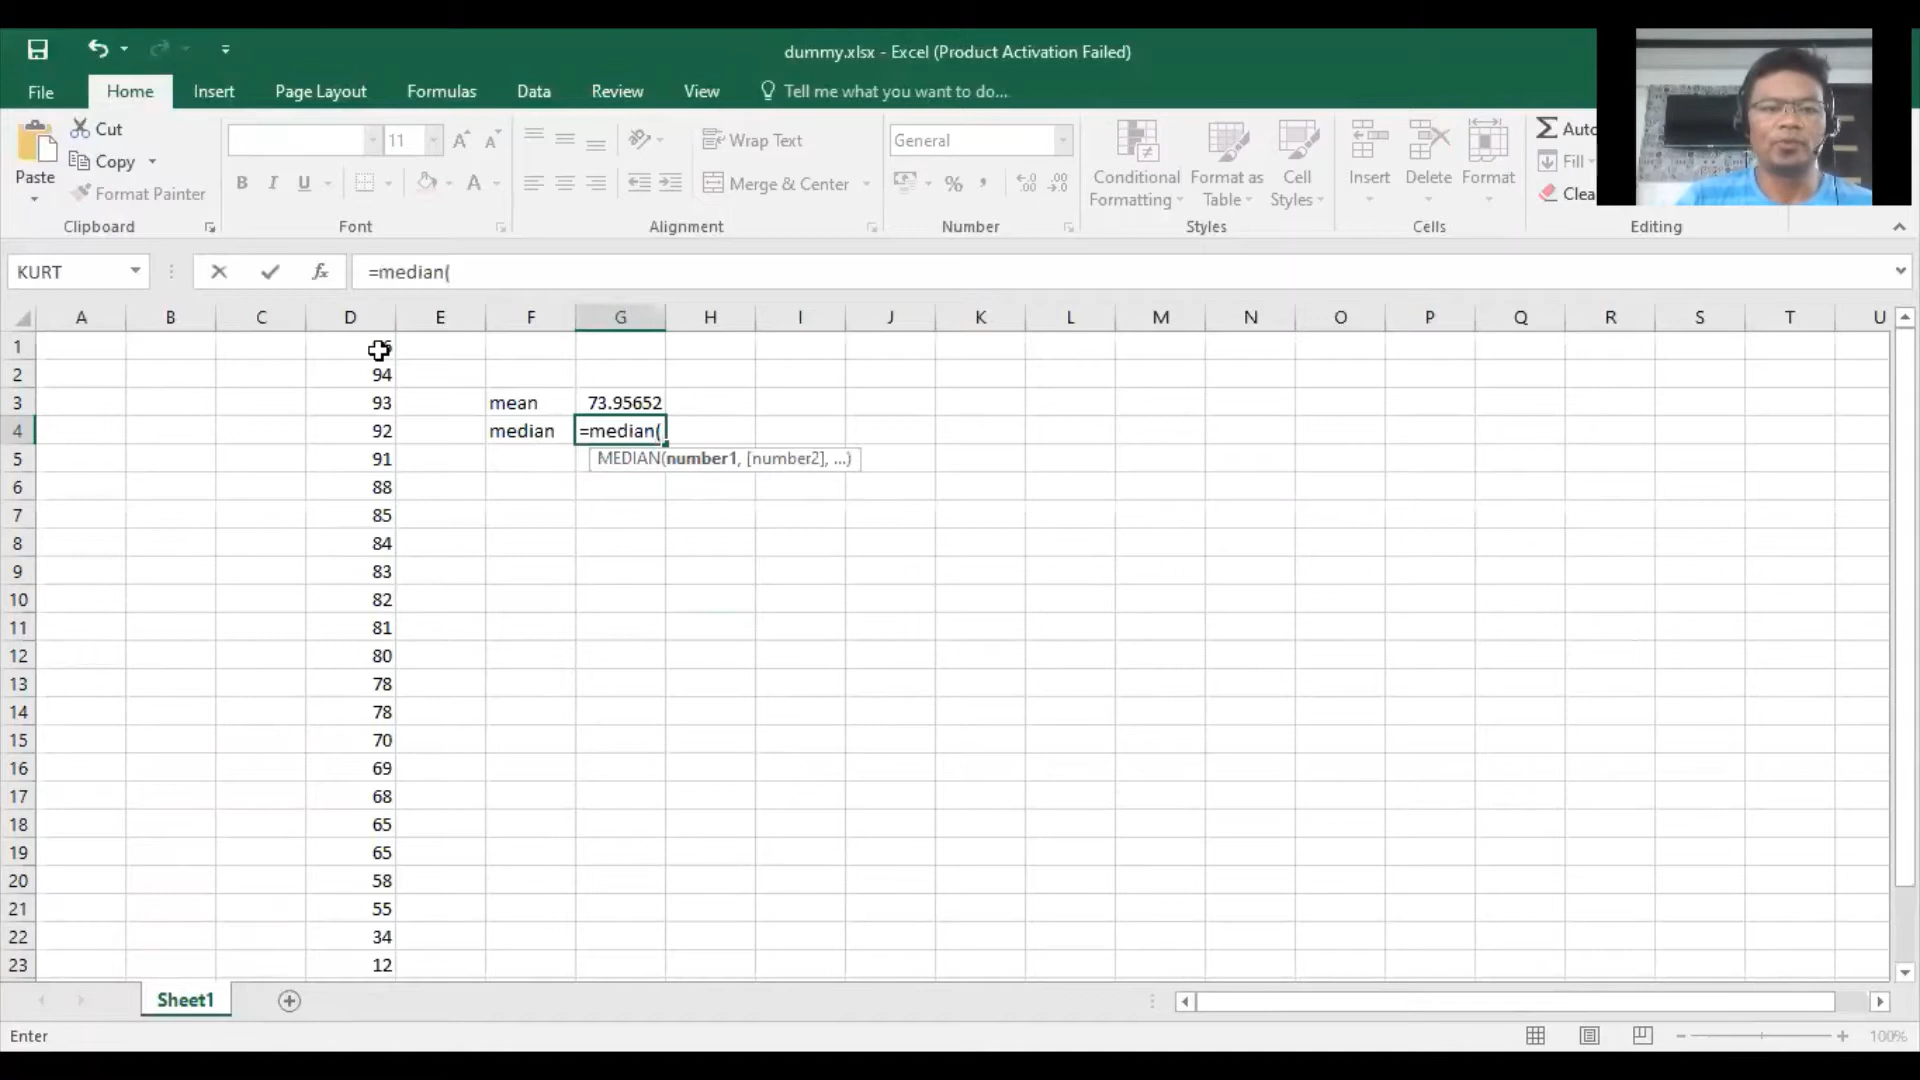 dummy.xlsx - Excel (Product Activation Failed)
File Home Insert Page Layout Formulas Data Review View Tell me what you want to do...
Paste
Cut
Copy
Format Painter
Clipboard
11
B I U
A
Font
Wrap Text
Merge & Center
Alignment
General
%
Number
Conditional Formatting
Format as Table
Cell Styles
Styles
Insert
Delete
Format
Cells
Fill
Editing
KURT
fx
=median(
A B C D E F G H I J K L M N O P Q R S T U
1
2 94
3 93 mean 73.95652
4 92 median =median(
5 91 MEDIAN(number1, [number2], ...)
6 88
7 85
8 84
9 83
10 82
11 81
12 80
13 78
14 78
15 70
16 69
17 68
18 65
19 65
20 58
21 55
22 34
23 12
Sheet1
Enter
100%